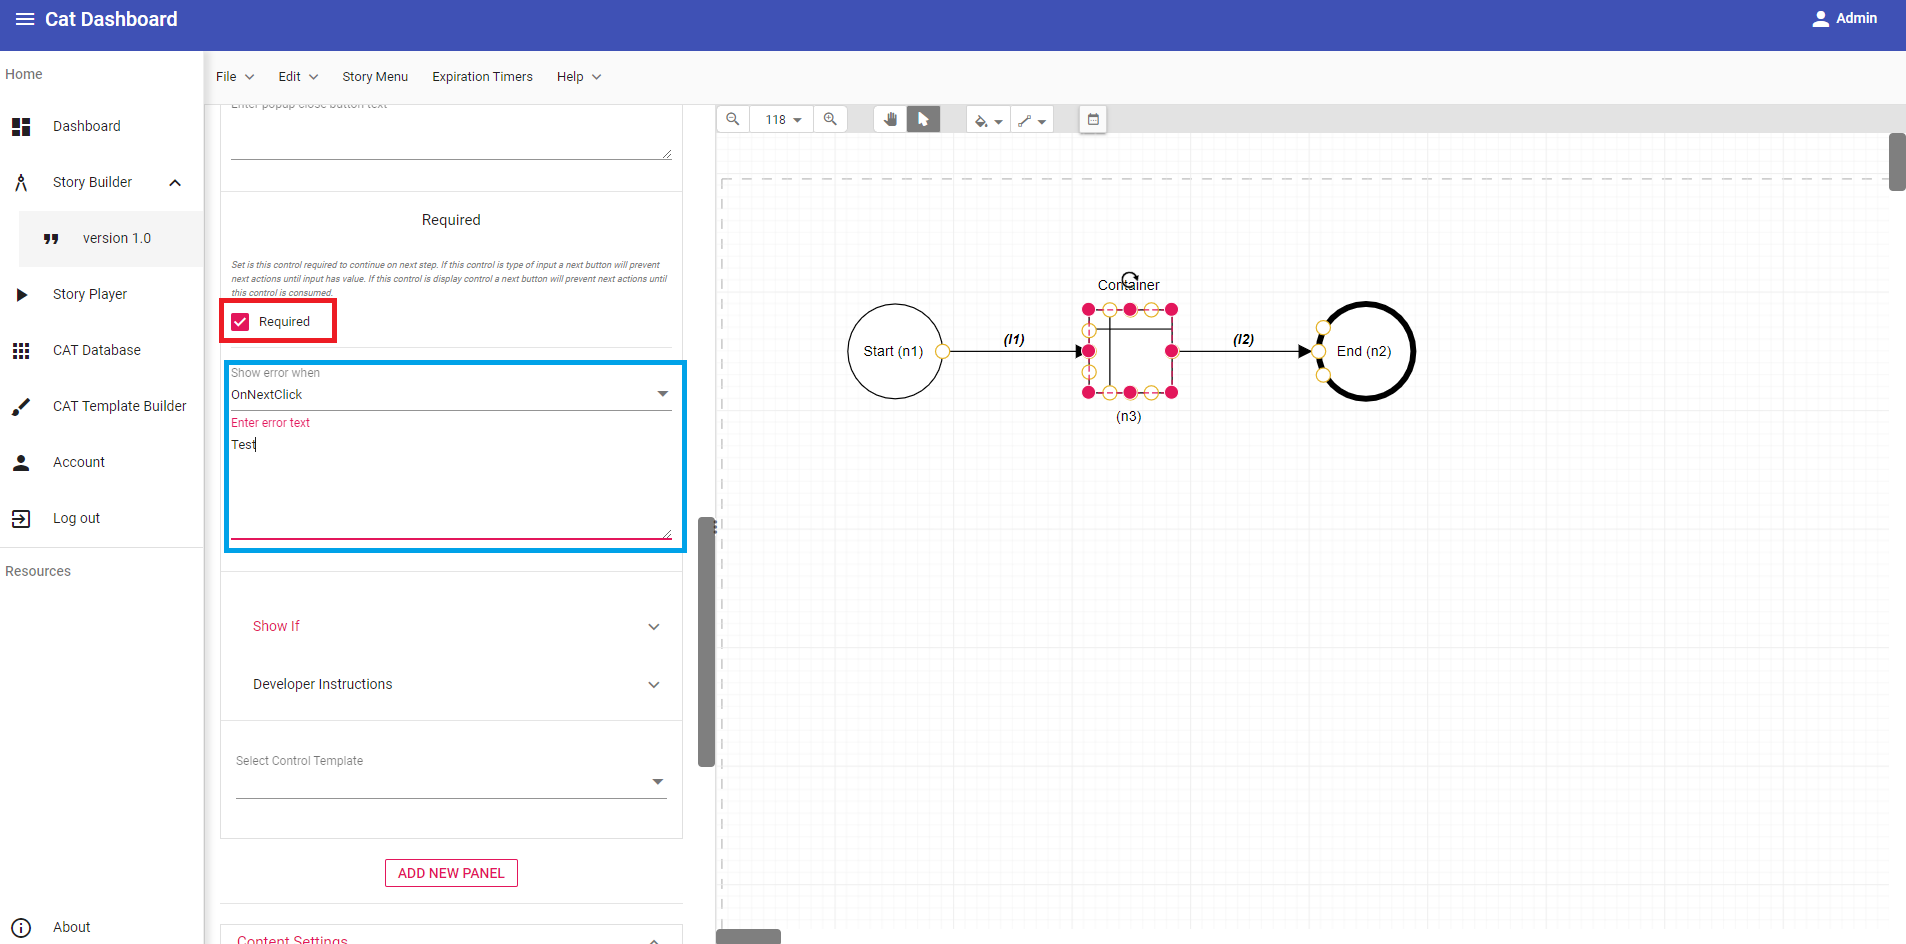 Cat Dashboard
Admin
Home
Dashboard
Story Builder
version 1.0
Story Player
CAT Database
CAT Template Builder
Account
Log out
Resources
About
File
Edit
Story Menu
Expiration Timers
Help
Enter popup close button text
Required
Set is this control required to continue on next step. If this control is type of input a next button will prevent
next actions until input has value. If this control is display control a next button will prevent next actions until
this control is consumed.
Required
Show error when
OnNextClick
Enter error text
Test
Show If
Developer Instructions
Select Control Template
ADD NEW PANEL
Content Settings
118
Container
Start (n1)
(l1)
(l2)
End (n2)
(n3)